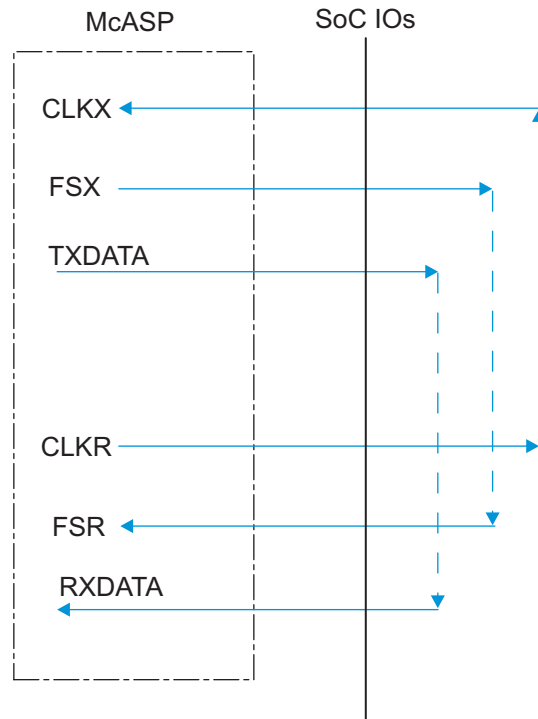 McASP
SoC IOs
CLKX
FSX
TXDATA
CLKR
FSR
RXDATA